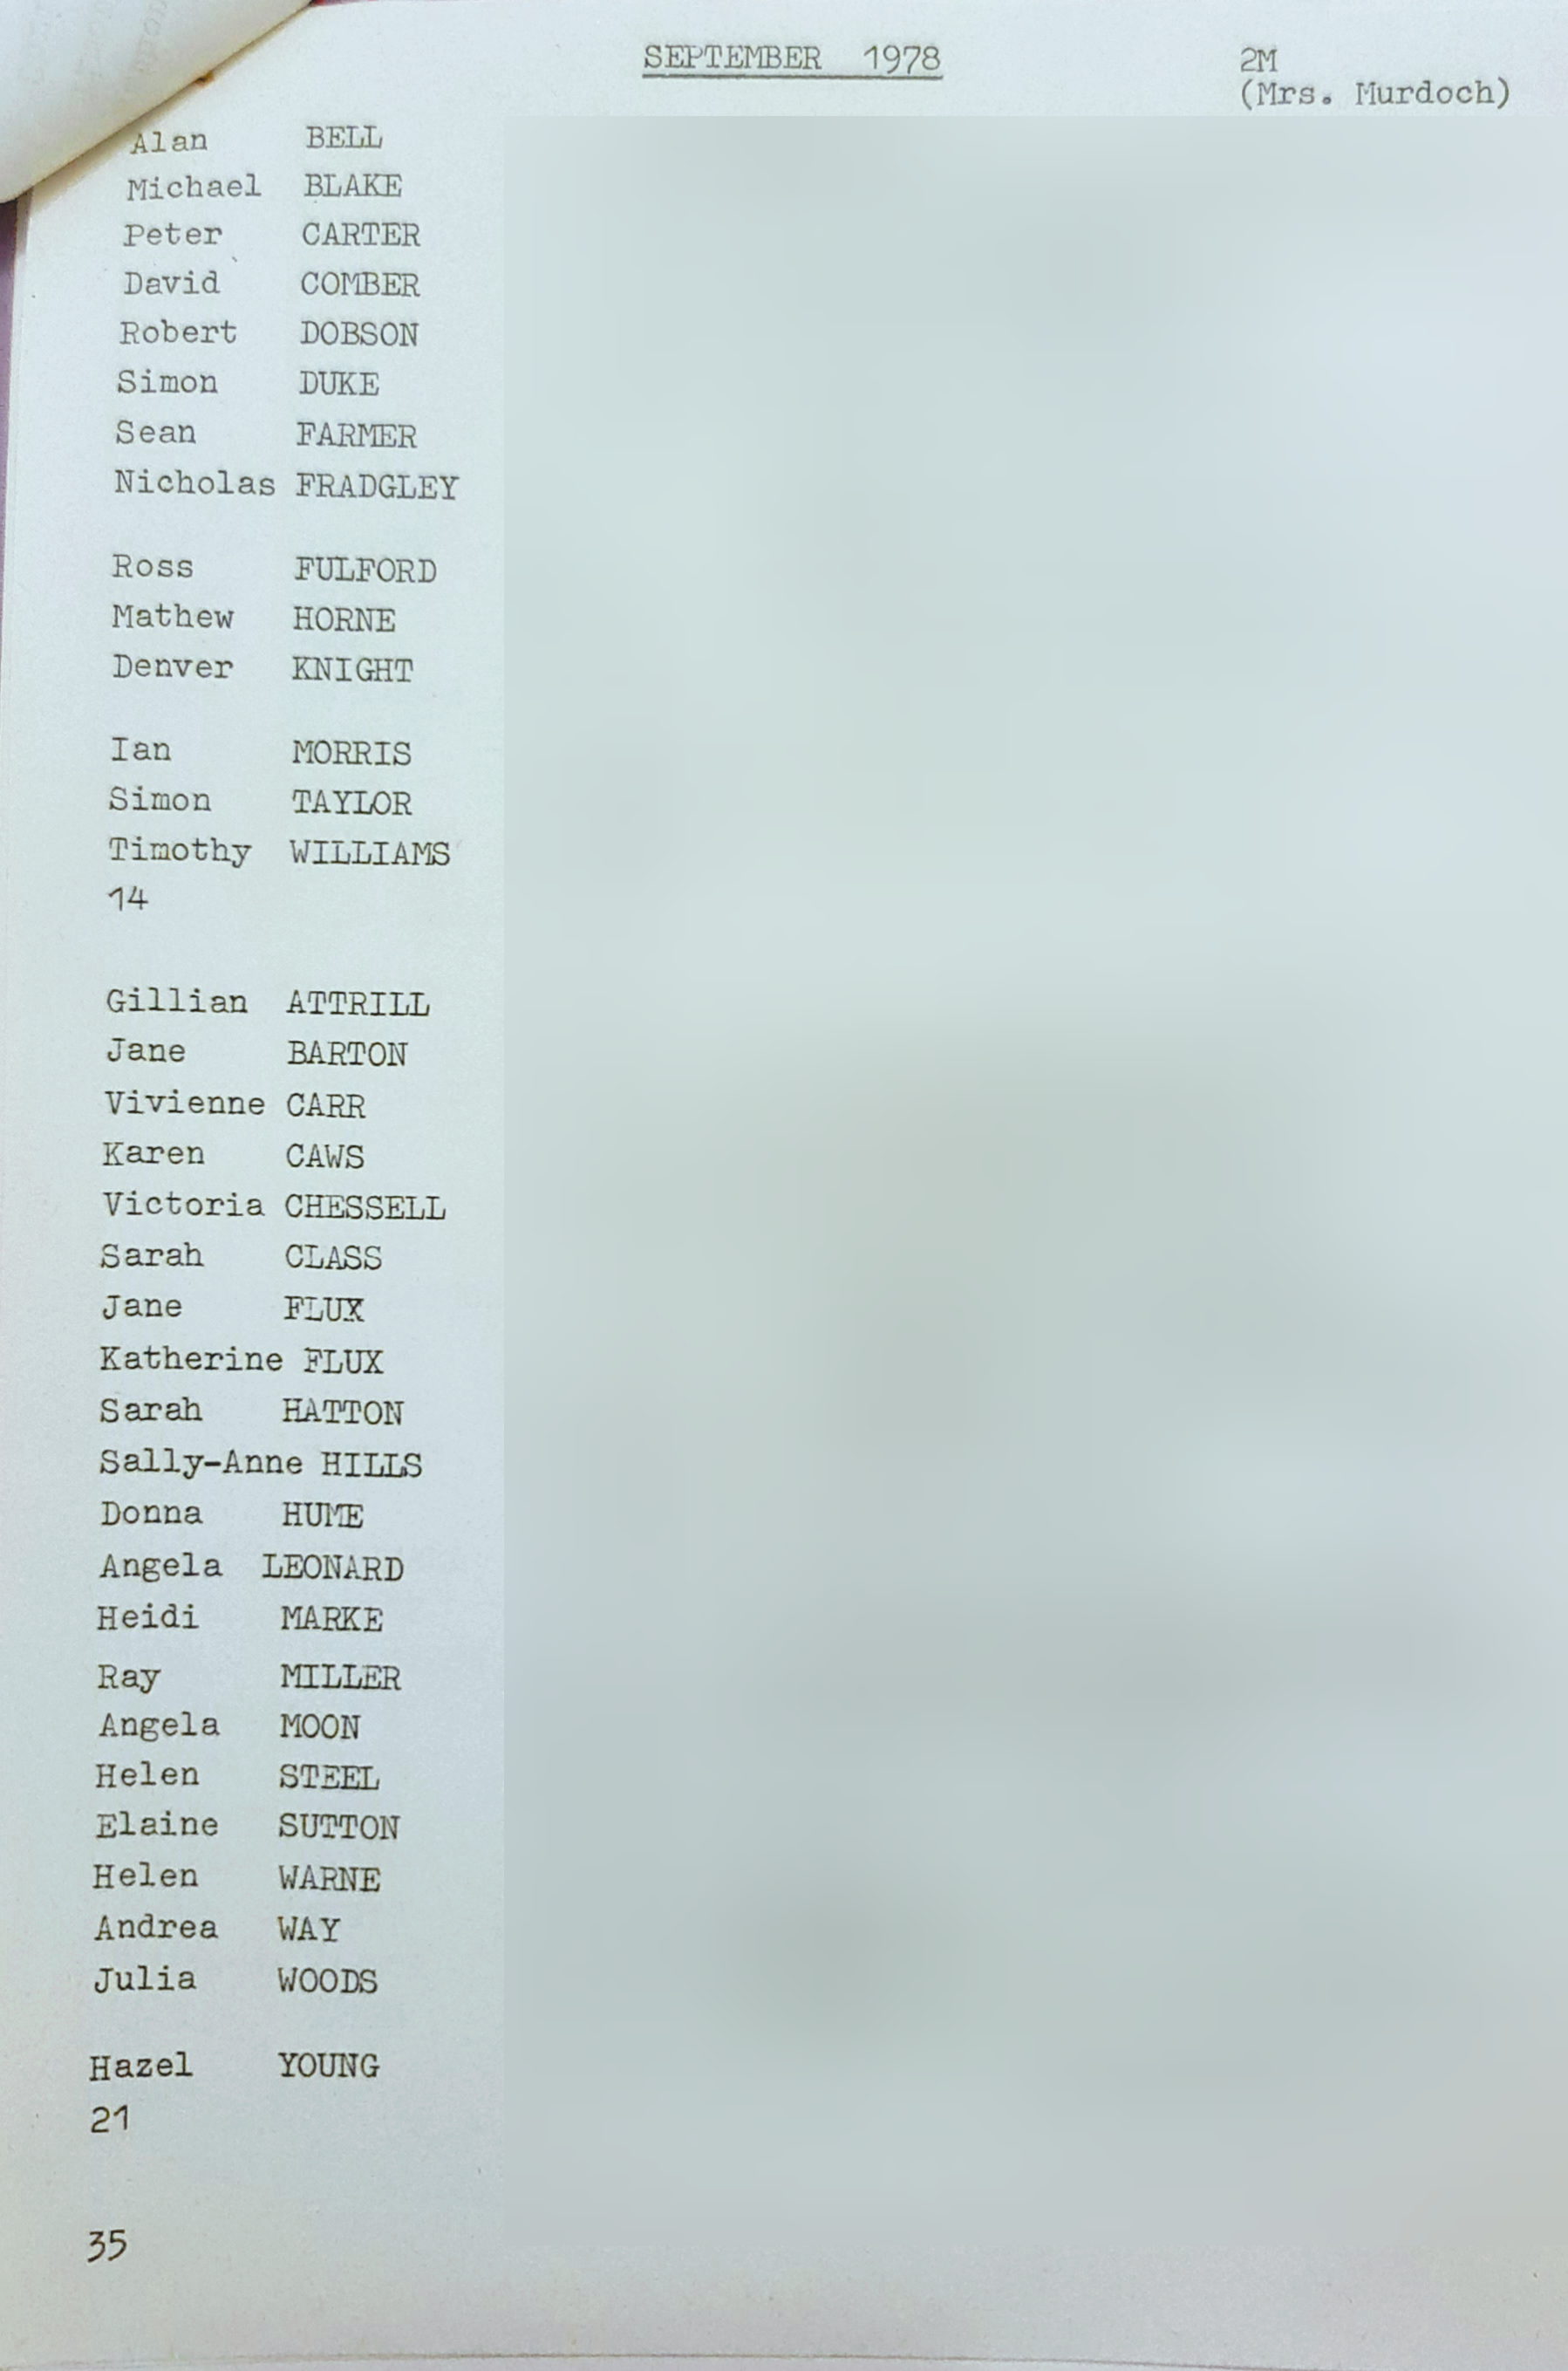 SEPTEMBER 1978
2M
(Mrs. Murdoch)
Alan BELL
Michael BLAKE
Peter CARTER
David COMBER
Robert DOBSON
Simon DUKE
Sean FARMER
Nicholas FRADGLEY
Ross FULFORD
Mathew HORNE
Denver KNIGHT
Ian MORRIS
Simon TAYLOR
Timothy WILLIAMS
14
Gillian ATTRILL
Jane BARTON
Vivienne CARR
Karen CAWS
Victoria CHESSELL
Sarah CLASS
Jane FLUX
Katherine FLUX
Sarah HATTON
Sally-Anne HILLS
Donna HUME
Angela LEONARD
Heidi MARKE
Ray MILLER
Angela MOON
Helen STEEL
Elaine SUTTON
Helen WARNE
Andrea WAY
Julia WOODS
Hazel YOUNG
21
35